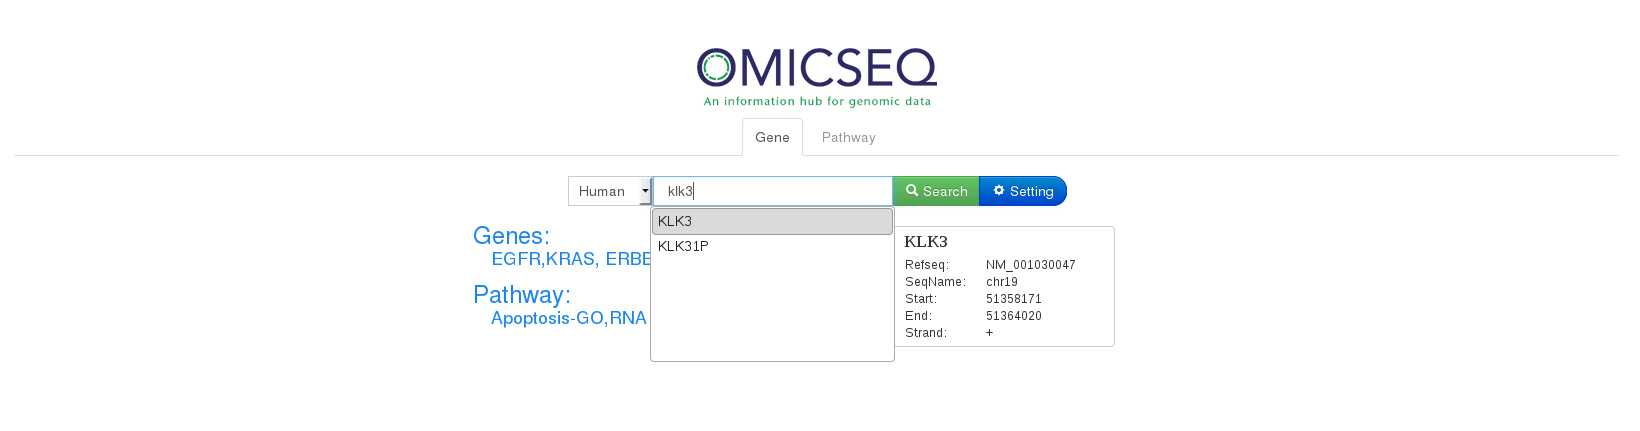 OMICSEQ
An information hub for genomic data
Gene Pathway
Human klk3 Search Setting
KLK3
KLK31P
Genes:
EGFR,KRAS,
Pathway:
Apoptosis-GO,RNA
KLK3
Refseq: NM_001030047
SeqName: chr19
Start: 51358171
End: 51364020
Strand: +